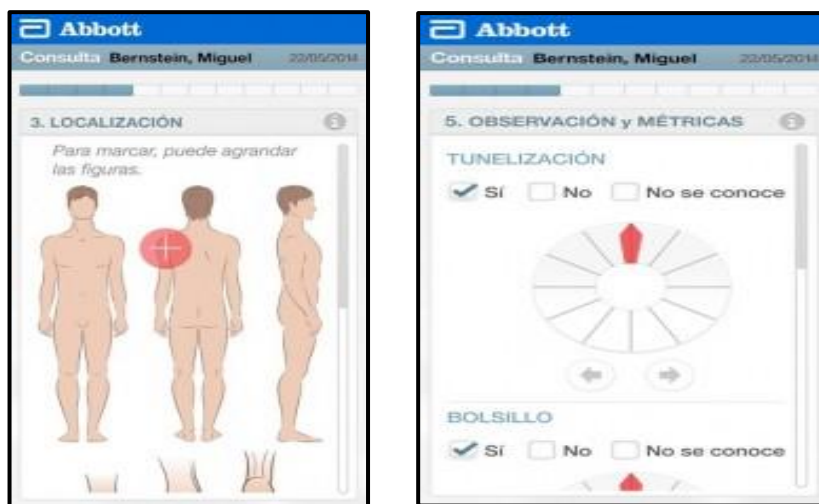 Abbott
Consulta Bernstein, Miguel 22/05/2014
3. LOCALIZACIÓN
Para marcar, puede agrandar
las figuras.
Abbott
Consulta Bernstein, Miguel 22/05/2014
5. OBSERVACIÓN y MÉTRICAS
TUNELIZACIÓN
Sí No No se conoce
BOLSILLO
Sí No No se conoce